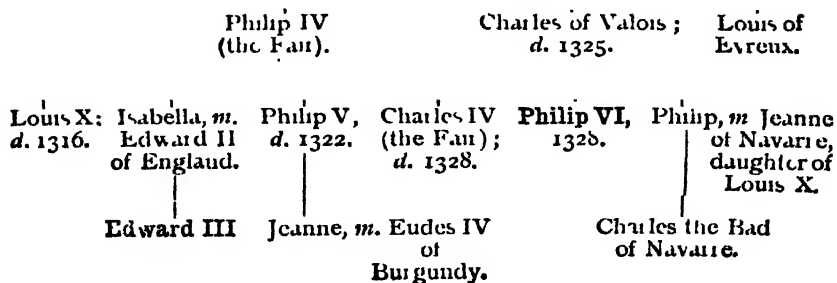 Philip IV
(the Fair).
Charles of Valois;
d. 1325.
Louis of
Evreux.
Louis X:
d. 1316.
Isabella, m.
Edward II
of England.
Philip V,
d. 1322.
Charles IV
(the Fair);
d. 1328.
Philip VI,
1328.
Philip, m Jeanne
of Navarre,
daughter of
Louis X.
Edward III
Jeanne, m. Eudes IV
of
Burgundy.
Charles the Bad
of Navarre.